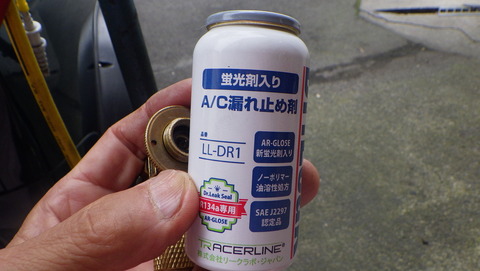 蛍光剤入り
A/C漏れ止め剤
品番
LL-DR1
AR-GLOSE
新蛍光剤入り
ノーポリマー
油溶性処方
SAE J2297
認定品
Dr.Leak Seal
R134a専用
AR-GLOSE
TRACERLINE
株式会社リークラボ・ジャパン